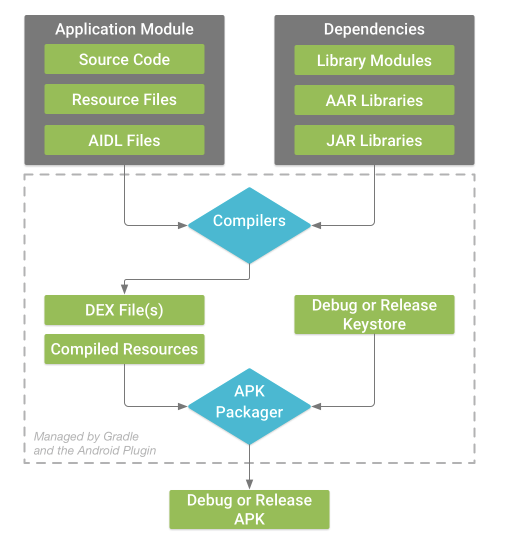 Application Module
Source Code
Resource Files
AIDL Files
Dependencies
Library Modules
AAR Libraries
JAR Libraries
Compilers
DEX File(s)
Compiled Resources
Debug or Release
Keystore
APK
Packager
Managed by Gradle
and the Android Plugin
Debug or Release
APK